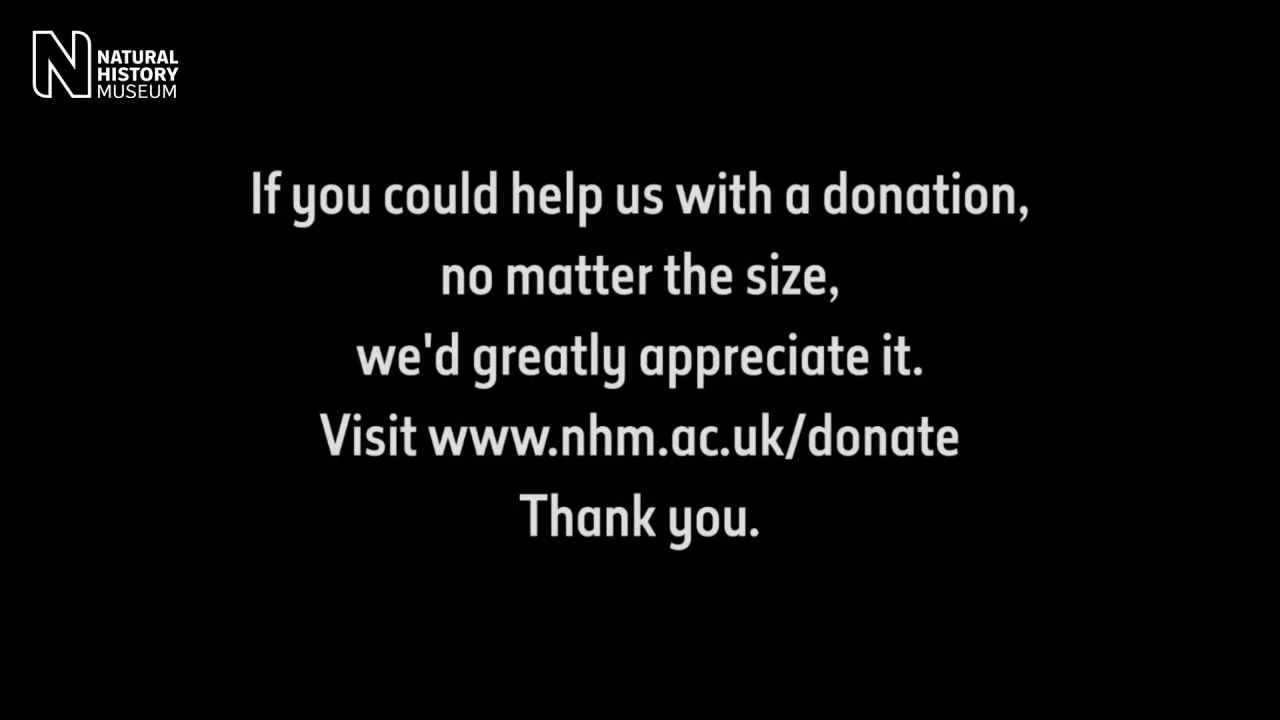 NATURAL
HISTORY
MUSEUM
If you could help us with a donation,
no matter the size,
we'd greatly appreciate it.
Visit www.nhm.ac.uk/donate
Thank you.